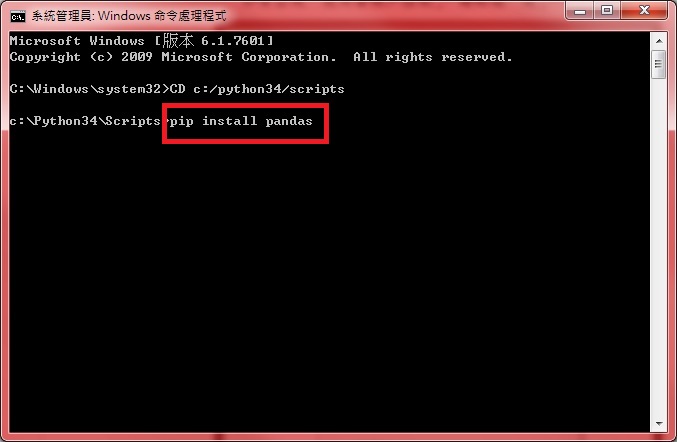 系統管理員: Windows 命令處理程式
Microsoft Windows [版本 6.1.7601]
Copyright (c) 2009 Microsoft Corporation.  All rights reserved.
C:\Windows\system32>CD c:/python34/scripts
c:\Python34\Scripts>pip install pandas